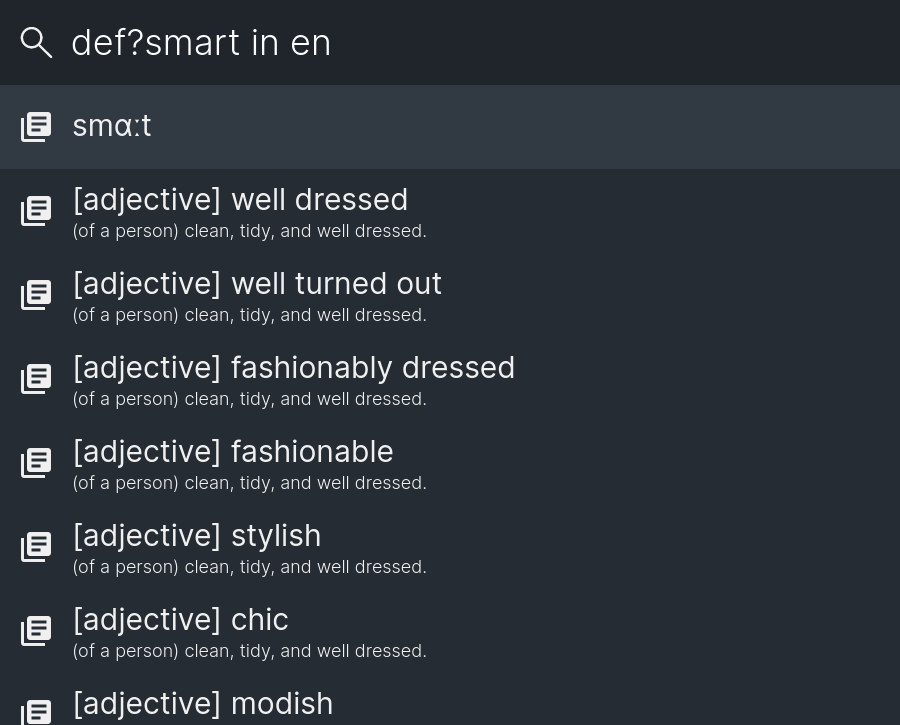 def?smart in en
smɑːt
[adjective] well dressed
(of a person) clean, tidy, and well dressed.
[adjective] well turned out
(of a person) clean, tidy, and well dressed.
[adjective] fashionably dressed
(of a person) clean, tidy, and well dressed.
[adjective] fashionable
(of a person) clean, tidy, and well dressed.
[adjective] stylish
(of a person) clean, tidy, and well dressed.
[adjective] chic
(of a person) clean, tidy, and well dressed.
[adjective] modish